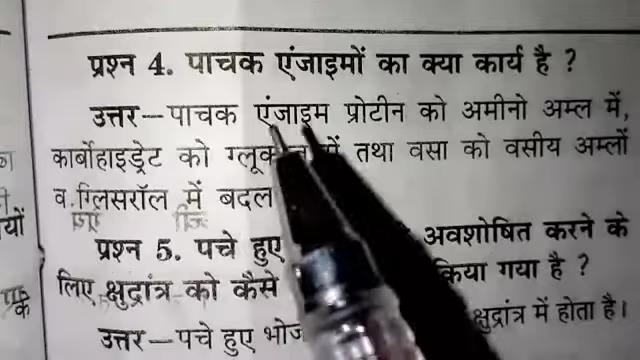 प्रश्न 4. पाचक एंजाइमों का क्या कार्य है ?
उत्तर – पाचक एंजाइम प्रोटीन को अमीनो अम्ल में,
कार्बोहाइड्रेट को तथा वसा को वसीय अम्लों
व ग्लिसरॉल में बदल
प्रश्न 5. पचे हुए अवशोषित करने के
लिए क्षुद्रांत्र को कैसे किया गया है ?
उत्तर – पचे हुए क्षुद्रांत्र में होता है।